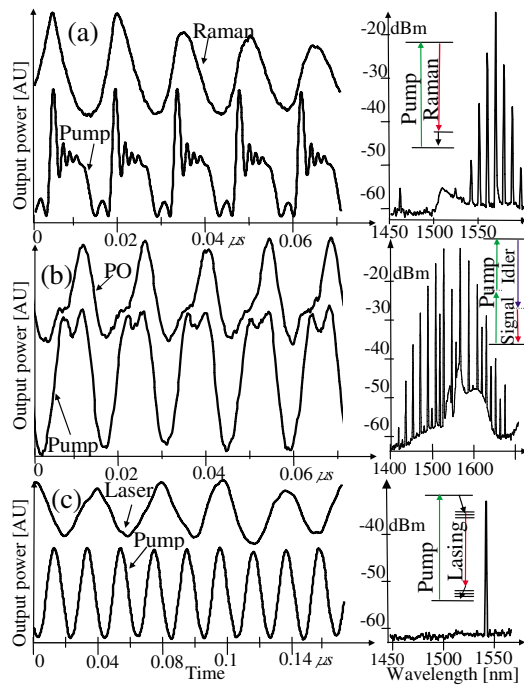 (a)
Raman
Pump
Output power [AU]
0 0.02 0.04 μs 0.06
dBm
-20
-30
-40
-50
-60
Pump
Raman
1450 1500 1550
(b)
PO
Pump
Output power [AU]
0 0.02 0.04 0.06 μs
dBm
-10
-20
-30
-40
-50
-60
Pump
Idler
Signal
1400 1500 1600
(c)
Laser
Pump
Output power [AU]
0 0.04 0.08 0.1 0.14 μs
Time
dBm
-40
-50
-60
Pump
Lasing
1450 1500 1550
Wavelength [nm]